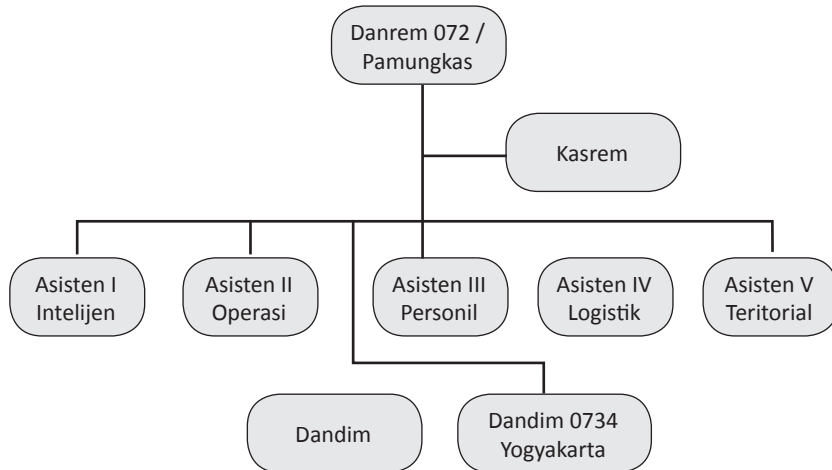 Danrem 072 /
Pamungkas
Kasrem
Asisten I
Intelijen
Asisten II
Operasi
Asisten III
Personil
Asisten IV
Logistik
Asisten V
Teritorial
Dandim
Dandim 0734
Yogyakarta